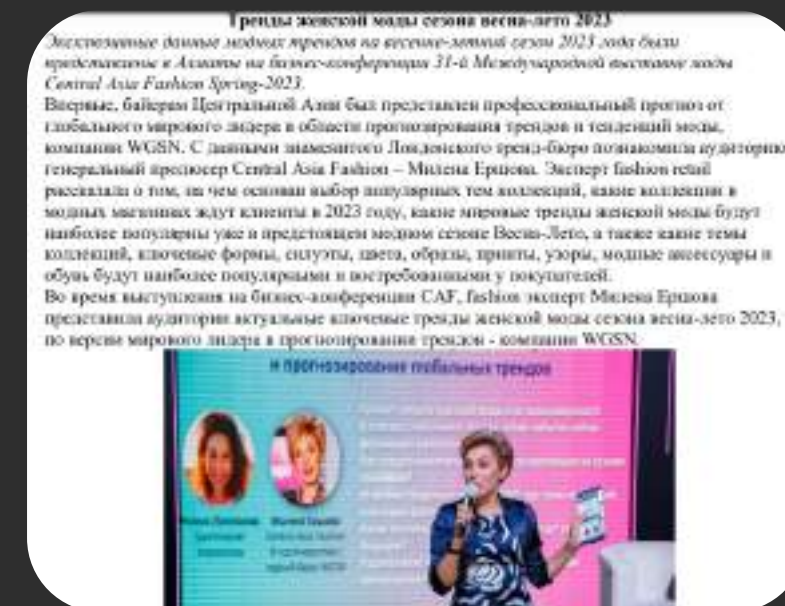 Тренды женской моды сезона весна-лето 2023
Эксклюзивные данные модных трендов на весенне-летний сезон 2023 года были
представлены в Алматы на бизнес-конференции 31-й Международной выставке моды
Central Asia Fashion Spring-2023.
Впервые, байерам Центральной Азии был представлен профессиональный прогноз от
глобального мирового лидера в области прогнозирования трендов и тенденций моды,
компании WGSN. С данными знаменитого Лондонского тренд-бюро познакомила аудиторию
генеральный продюсер Central Asia Fashion – Милена Ершова. Эксперт fashion retail
рассказала о том, на чем основан выбор популярных тем коллекций, какие коллекции в
модных магазинах ждут клиенты в 2023 году, какие мировые тренды женской моды будут
наиболее популярны уже в предстоящем модном сезоне Весна-Лето, а также какие темы
коллекций, ключевые формы, силуэты, цвета, образы, принты, узоры, модные аксессуары и
обувь будут наиболее популярными и востребованными у покупателей.
Во время выступления на бизнес-конференции CAF, fashion эксперт Милена Ершова
представила аудитории актуальные ключевые тренды женской моды сезона весна-лето 2023,
по версии мирового лидера в прогнозировании трендов - компании WGSN.
и прогнозирование глобальных трендов